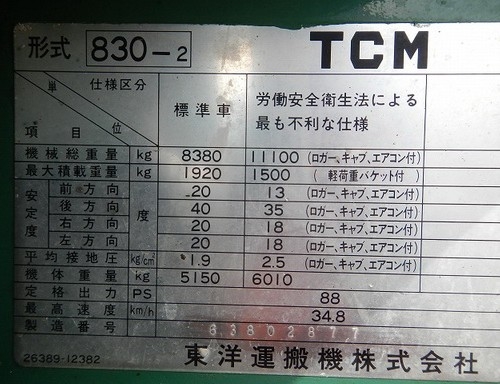 形式 830-2 TCM
単 仕様区分
標準車 労働安全衛生法による
最も不利な仕様
項目 位
機械総重量 kg 8380 11100 (ロガー、キャブ、エアコン付)
最大積載重量 kg 1920 1500 ( 軽荷重バケット付 )
安定度 前方向 度 20 13 (ロガー、キャブ、エアコン付)
後方向 40 35 (ロガー、キャブ、エアコン付)
右方向 20 18 (ロガー、キャブ、エアコン付)
左方向 20 18 (ロガー、キャブ、エアコン付)
平均接地圧 kg/cm² 1.9 2.5 (ロガー、キャブ、エアコン付)
機体重量 kg 5150 6010
定格出力 PS 88
最高速度 km/h 34.8
製造番号 83802877
26389-12382 東洋運搬機株式会社